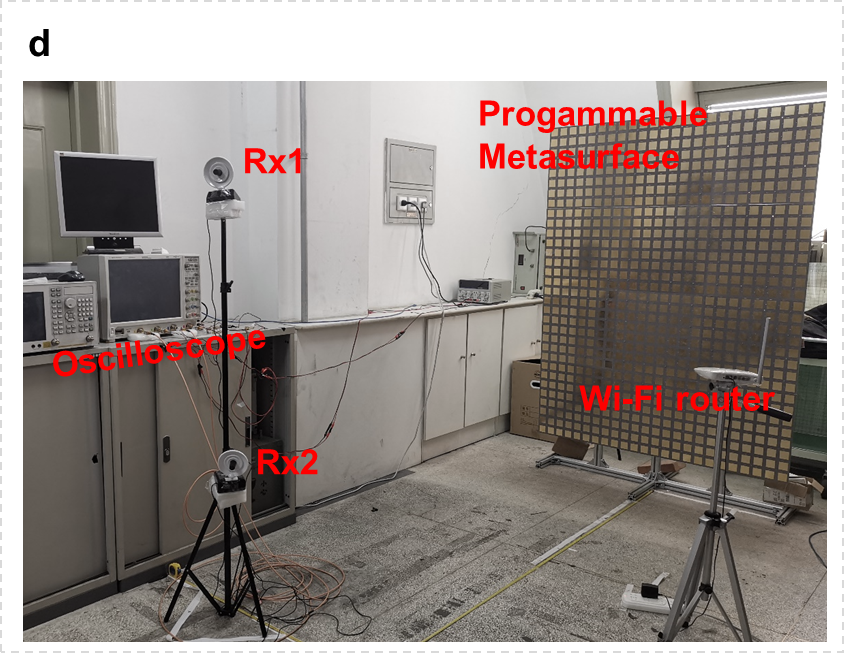 d
Progammable
Metasurface
Rx1
Oscilloscope
Wi-Fi router
Rx2